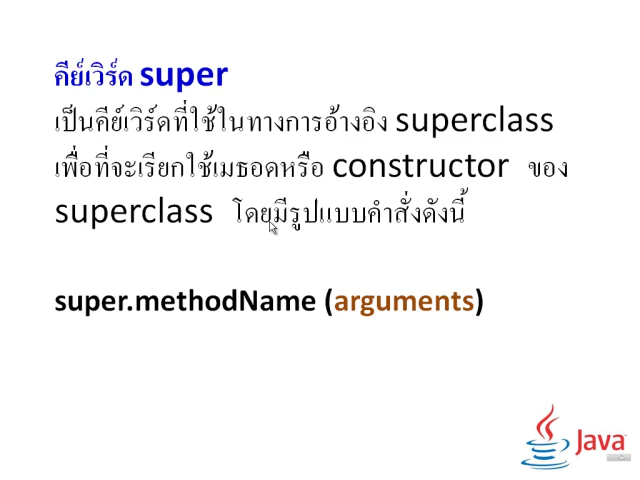 คีย์เวิร์ด super
เป็นคีย์เวิร์ดที่ใช้ในทางการอ้างอิง superclass
เพื่อที่จะเรียกใช้เมธอดหรือ constructor ของ
superclass โดยมีรูปแบบคำสั่งดังนี้
super.methodName (arguments)
Java